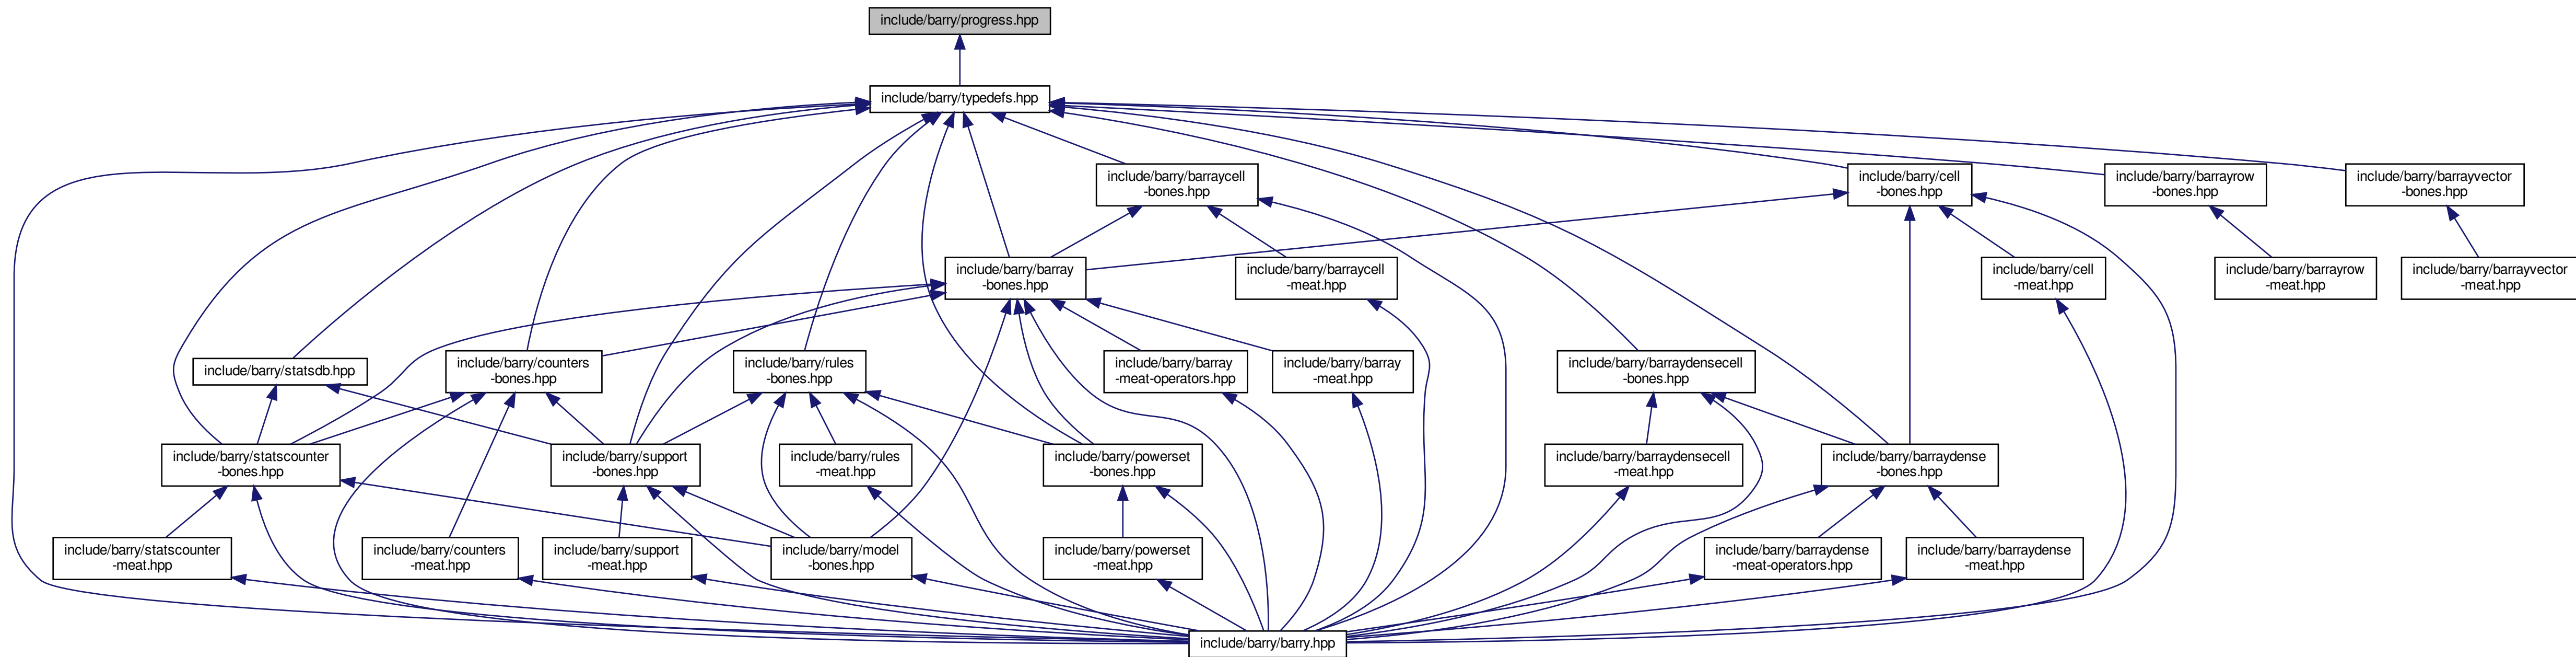 include/barry/progress.hpp
include/barry/typedefs.hpp
include/barry/barraycell
-bones.hpp
include/barry/cell
-bones.hpp
include/barry/barrayrow
-bones.hpp
include/barry/barrayvector
-bones.hpp
include/barry/barray
-bones.hpp
include/barry/barraycell
-meat.hpp
include/barry/cell
-meat.hpp
include/barry/barrayrow
-meat.hpp
include/barry/barrayvector
-meat.hpp
include/barry/statsdb.hpp
include/barry/counters
-bones.hpp
include/barry/rules
-bones.hpp
include/barry/barray
-meat-operators.hpp
include/barry/barray
-meat.hpp
include/barry/barraydensecell
-bones.hpp
include/barry/statscounter
-bones.hpp
include/barry/support
-bones.hpp
include/barry/rules
-meat.hpp
include/barry/powerset
-bones.hpp
include/barry/barraydensecell
-meat.hpp
include/barry/barraydense
-bones.hpp
include/barry/statscounter
-meat.hpp
include/barry/counters
-meat.hpp
include/barry/support
-meat.hpp
include/barry/model
-bones.hpp
include/barry/powerset
-meat.hpp
include/barry/barraydense
-meat-operators.hpp
include/barry/barraydense
-meat.hpp
include/barry/barry.hpp